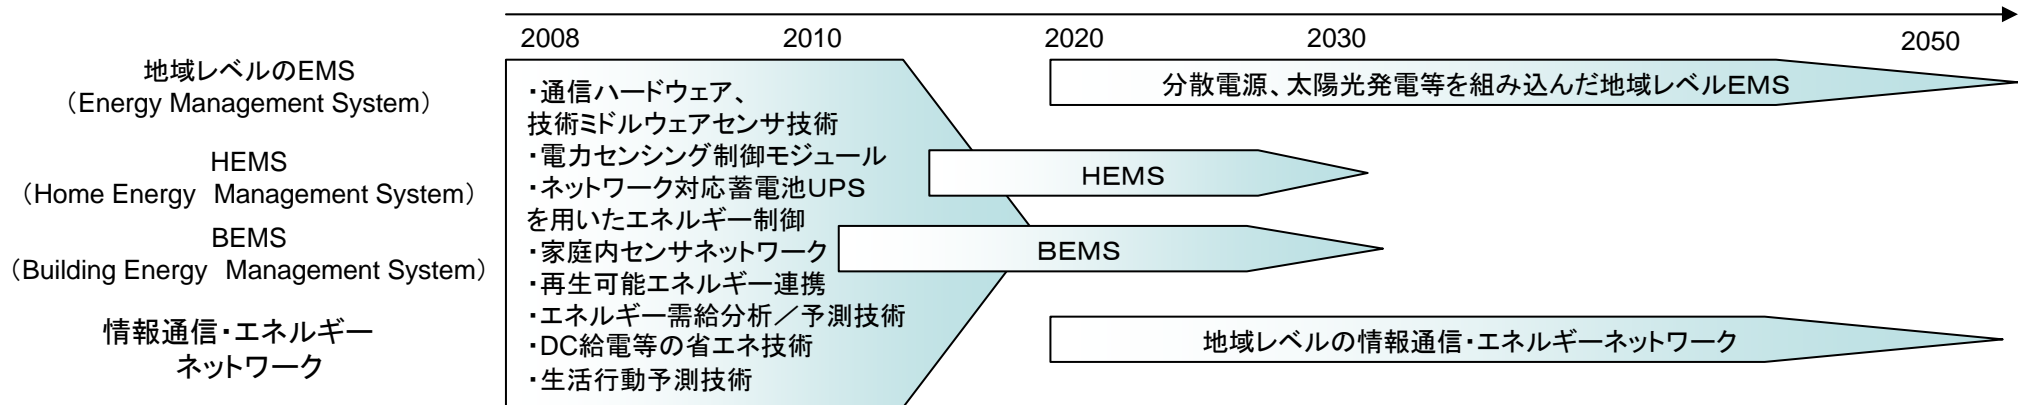 2008 2010 2020 2030 2050
地域レベルのEMS
（Energy Management System）
HEMS
（Home Energy　Management System）
BEMS
（Building Energy　Management System）
情報通信・エネルギー
ネットワーク
・通信ハードウェア、
技術ミドルウェアセンサ技術
・電力センシング制御モジュール
・ネットワーク対応蓄電池UPS
を用いたエネルギー制御
・家庭内センサネットワーク
・再生可能エネルギー連携
・エネルギー需給分析／予測技術
・DC給電等の省エネ技術
・生活行動予測技術
分散電源、太陽光発電等を組み込んだ地域レベルEMS
HEMS
BEMS
地域レベルの情報通信・エネルギーネットワーク